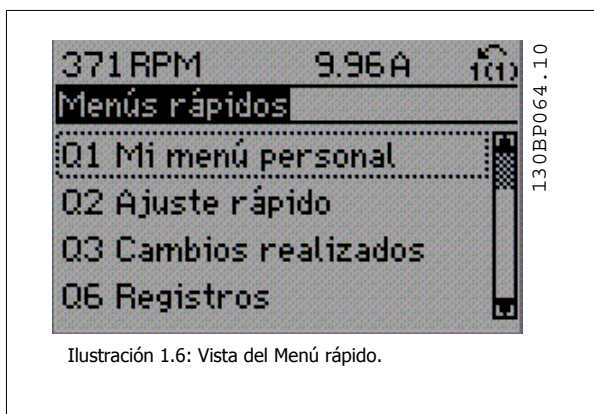 371 RPM 9.96 A 1(1)
Menús rápidos
Q1 Mi menú personal
Q2 Ajuste rápido
Q3 Cambios realizados
Q6 Registros
130BP064.10
Ilustración 1.6: Vista del Menú rápido.